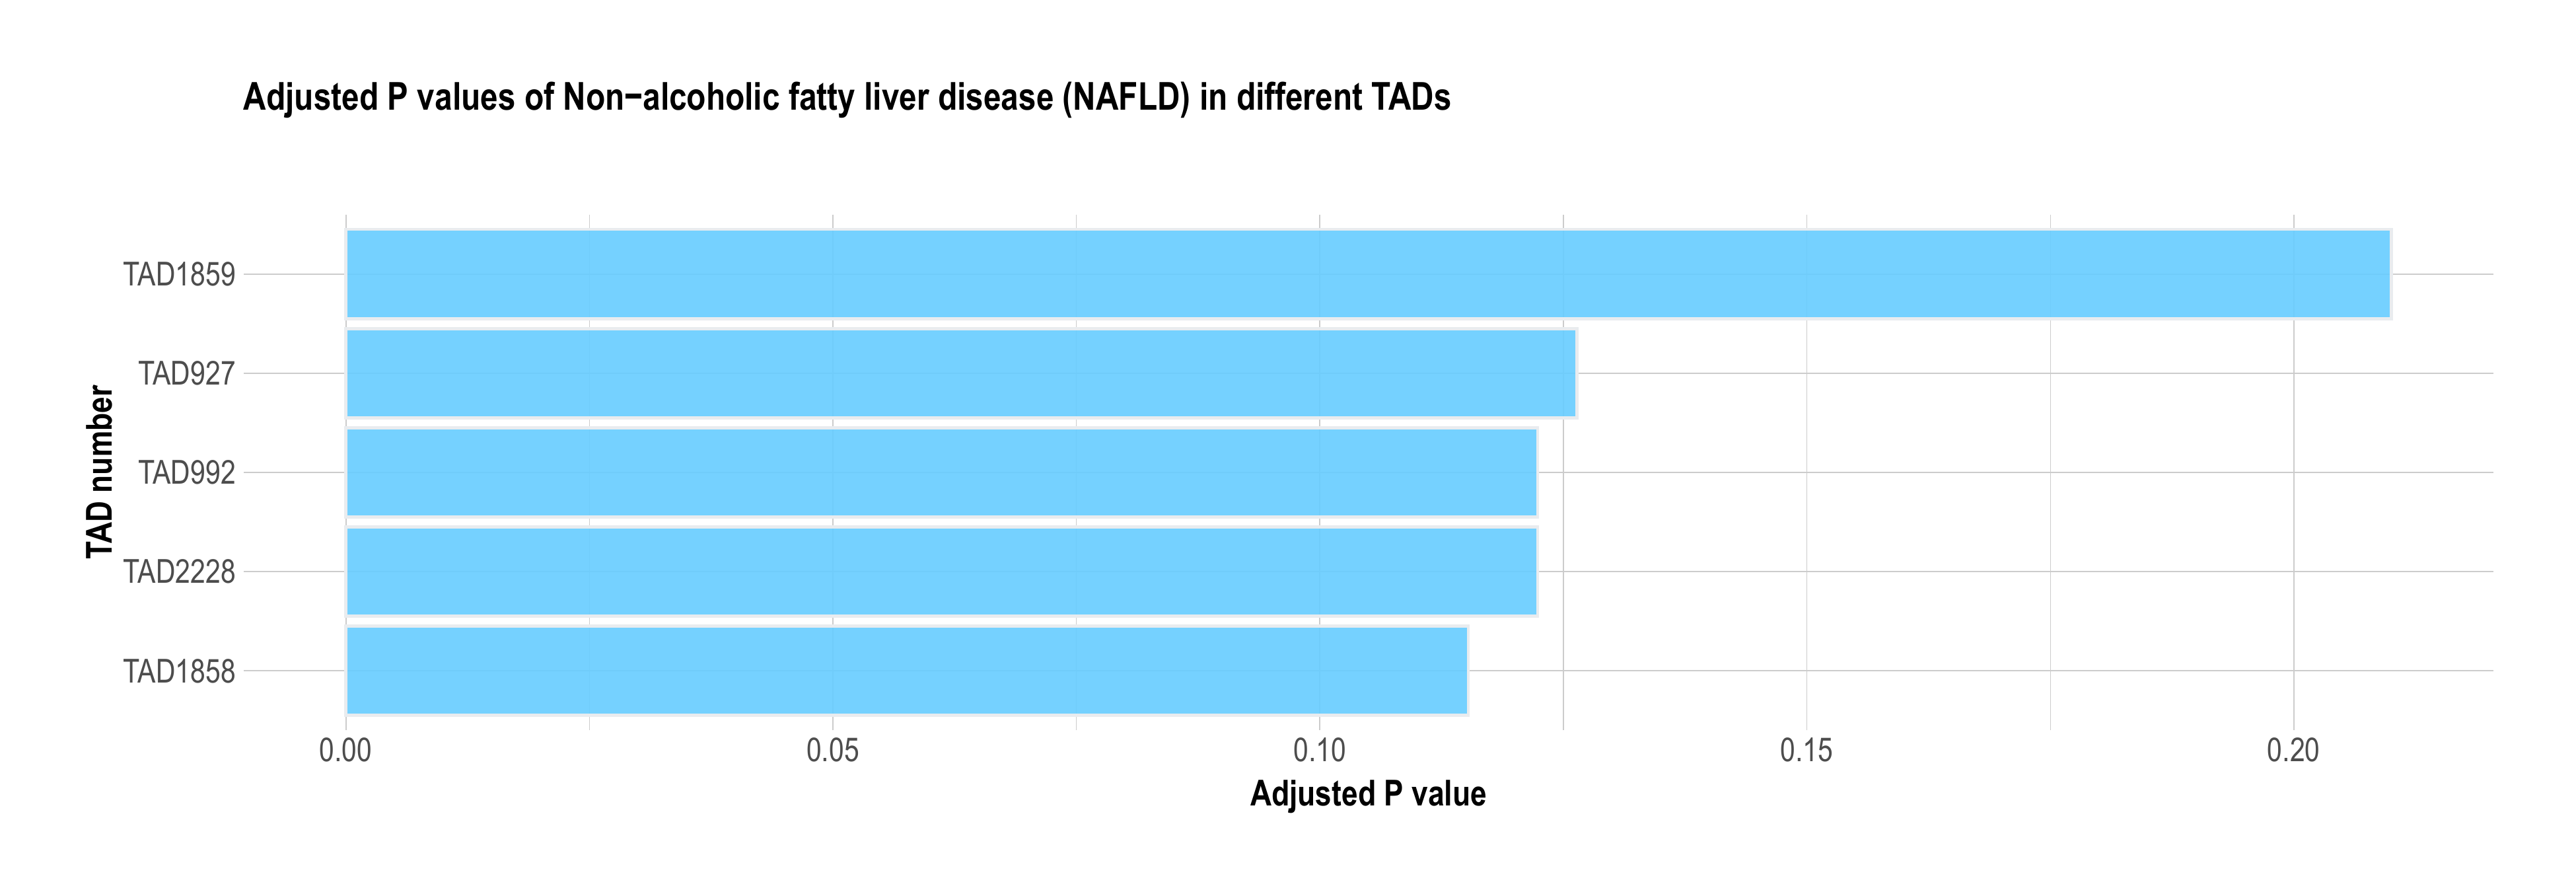 Adjusted P values of Non−alcoholic fatty liver disease (NAFLD) in different TADs
TAD number
TAD1859
TAD927
TAD992
TAD2228
TAD1858
0.00 0.05 0.10 0.15 0.20
Adjusted P value